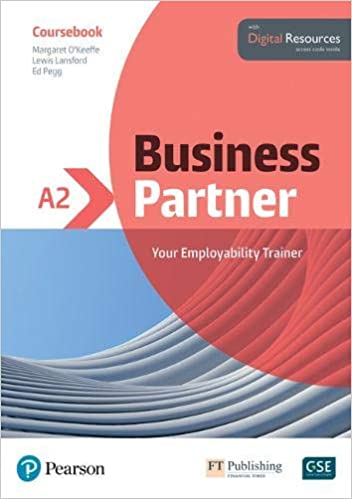 Coursebook
Margaret O'Keeffe
Lewis Lansford
Ed Pegg
with
Digital Resources
access code inside
Business
A2
Partner
Your Employability Trainer
Pearson
FT Publishing
FINANCIAL TIMES
GSE